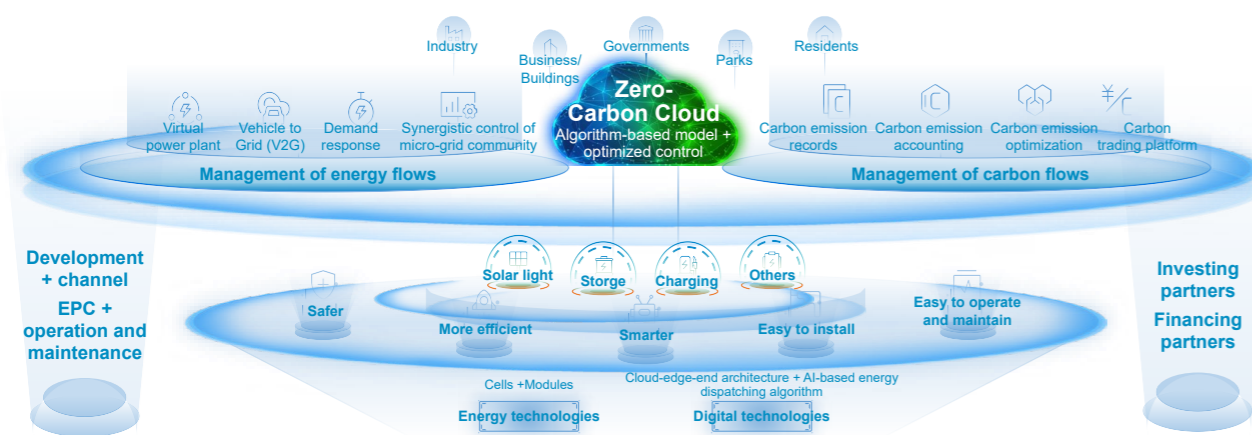 Industry
Business/
Buildings
Governments
Parks
Residents
Zero-
Carbon Cloud
Algorithm-based model +
optimized control
Virtual
power plant
Vehicle to
Grid (V2G)
Demand
response
Synergistic control of
micro-grid community
Management of energy flows
Carbon emission
records
Carbon emission
accounting
Carbon emission
optimization
Carbon
trading platform
Management of carbon flows
Development
+ channel
EPC +
operation and
maintenance
Solar light
Storge
Charging
Others
Safer
More efficient
Smarter
Easy to install
Easy to operate
and maintain
Investing
partners
Financing
partners
Cells +Modules
Energy technologies
Cloud-edge-end architecture + AI-based energy
dispatching algorithm
Digital technologies